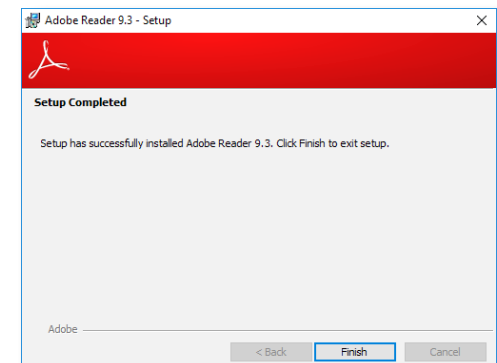 Adobe Reader 9.3 - Setup
Setup Completed
Setup has successfully installed Adobe Reader 9.3. Click Finish to exit setup.
Adobe
< Back Finish Cancel